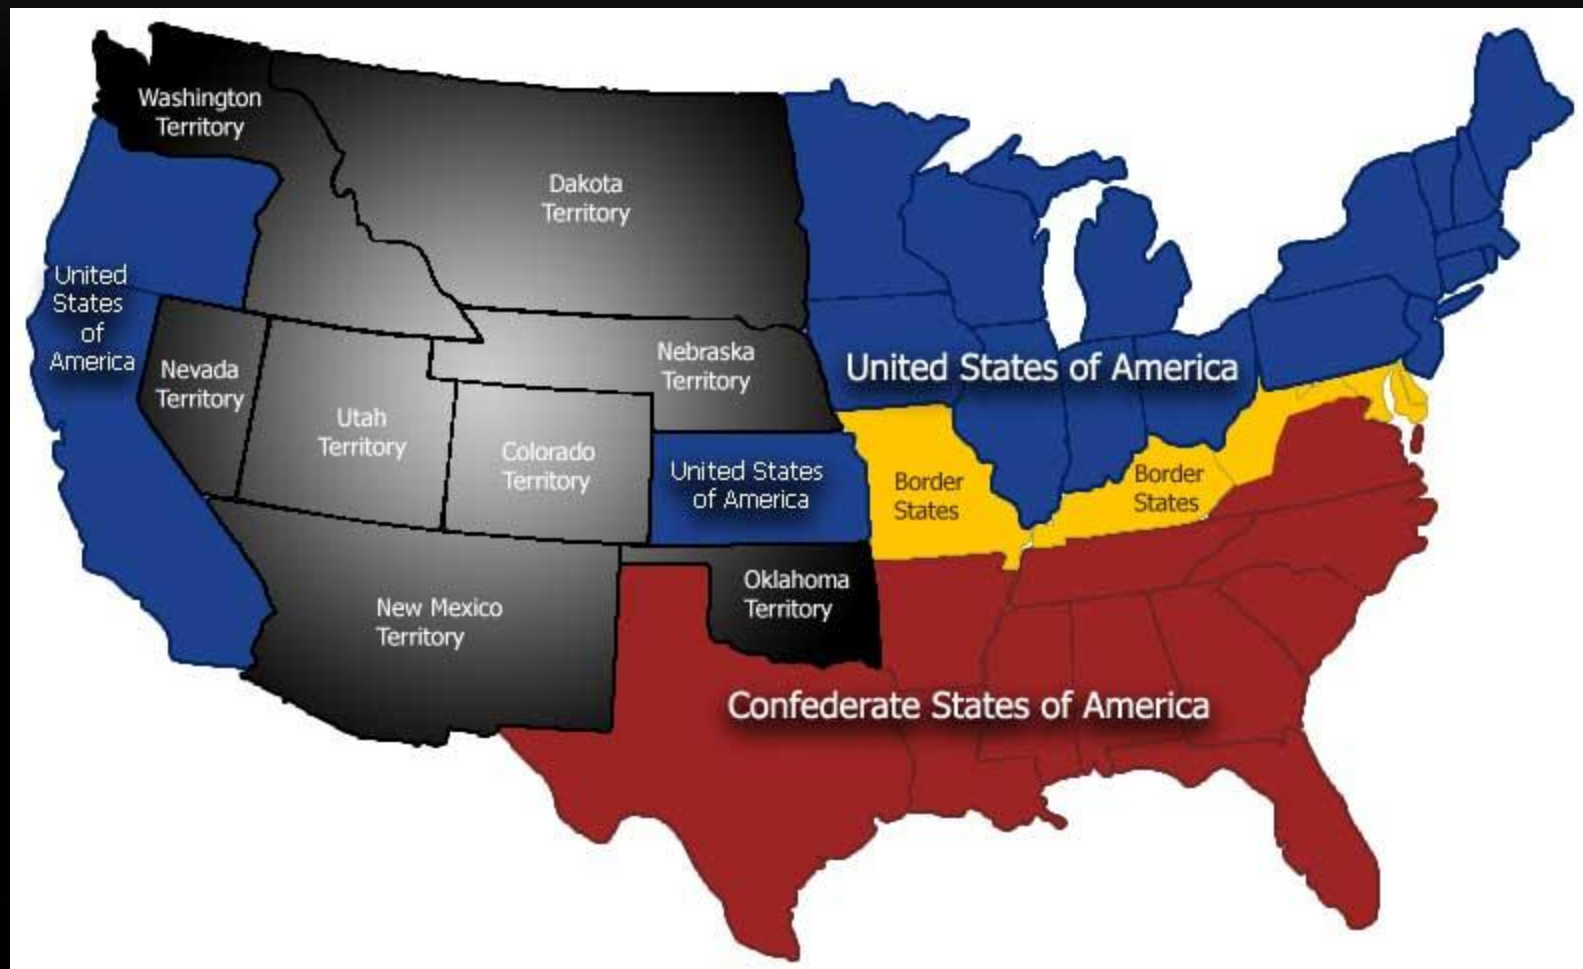 Washington
Territory
Dakota
Territory
United
States
of
America
Nevada
Territory
Utah
Territory
Colorado
Territory
Nebraska
Territory
United States of America
United States
of America
Border
States
Border
States
New Mexico
Territory
Oklahoma
Territory
Confederate States of America